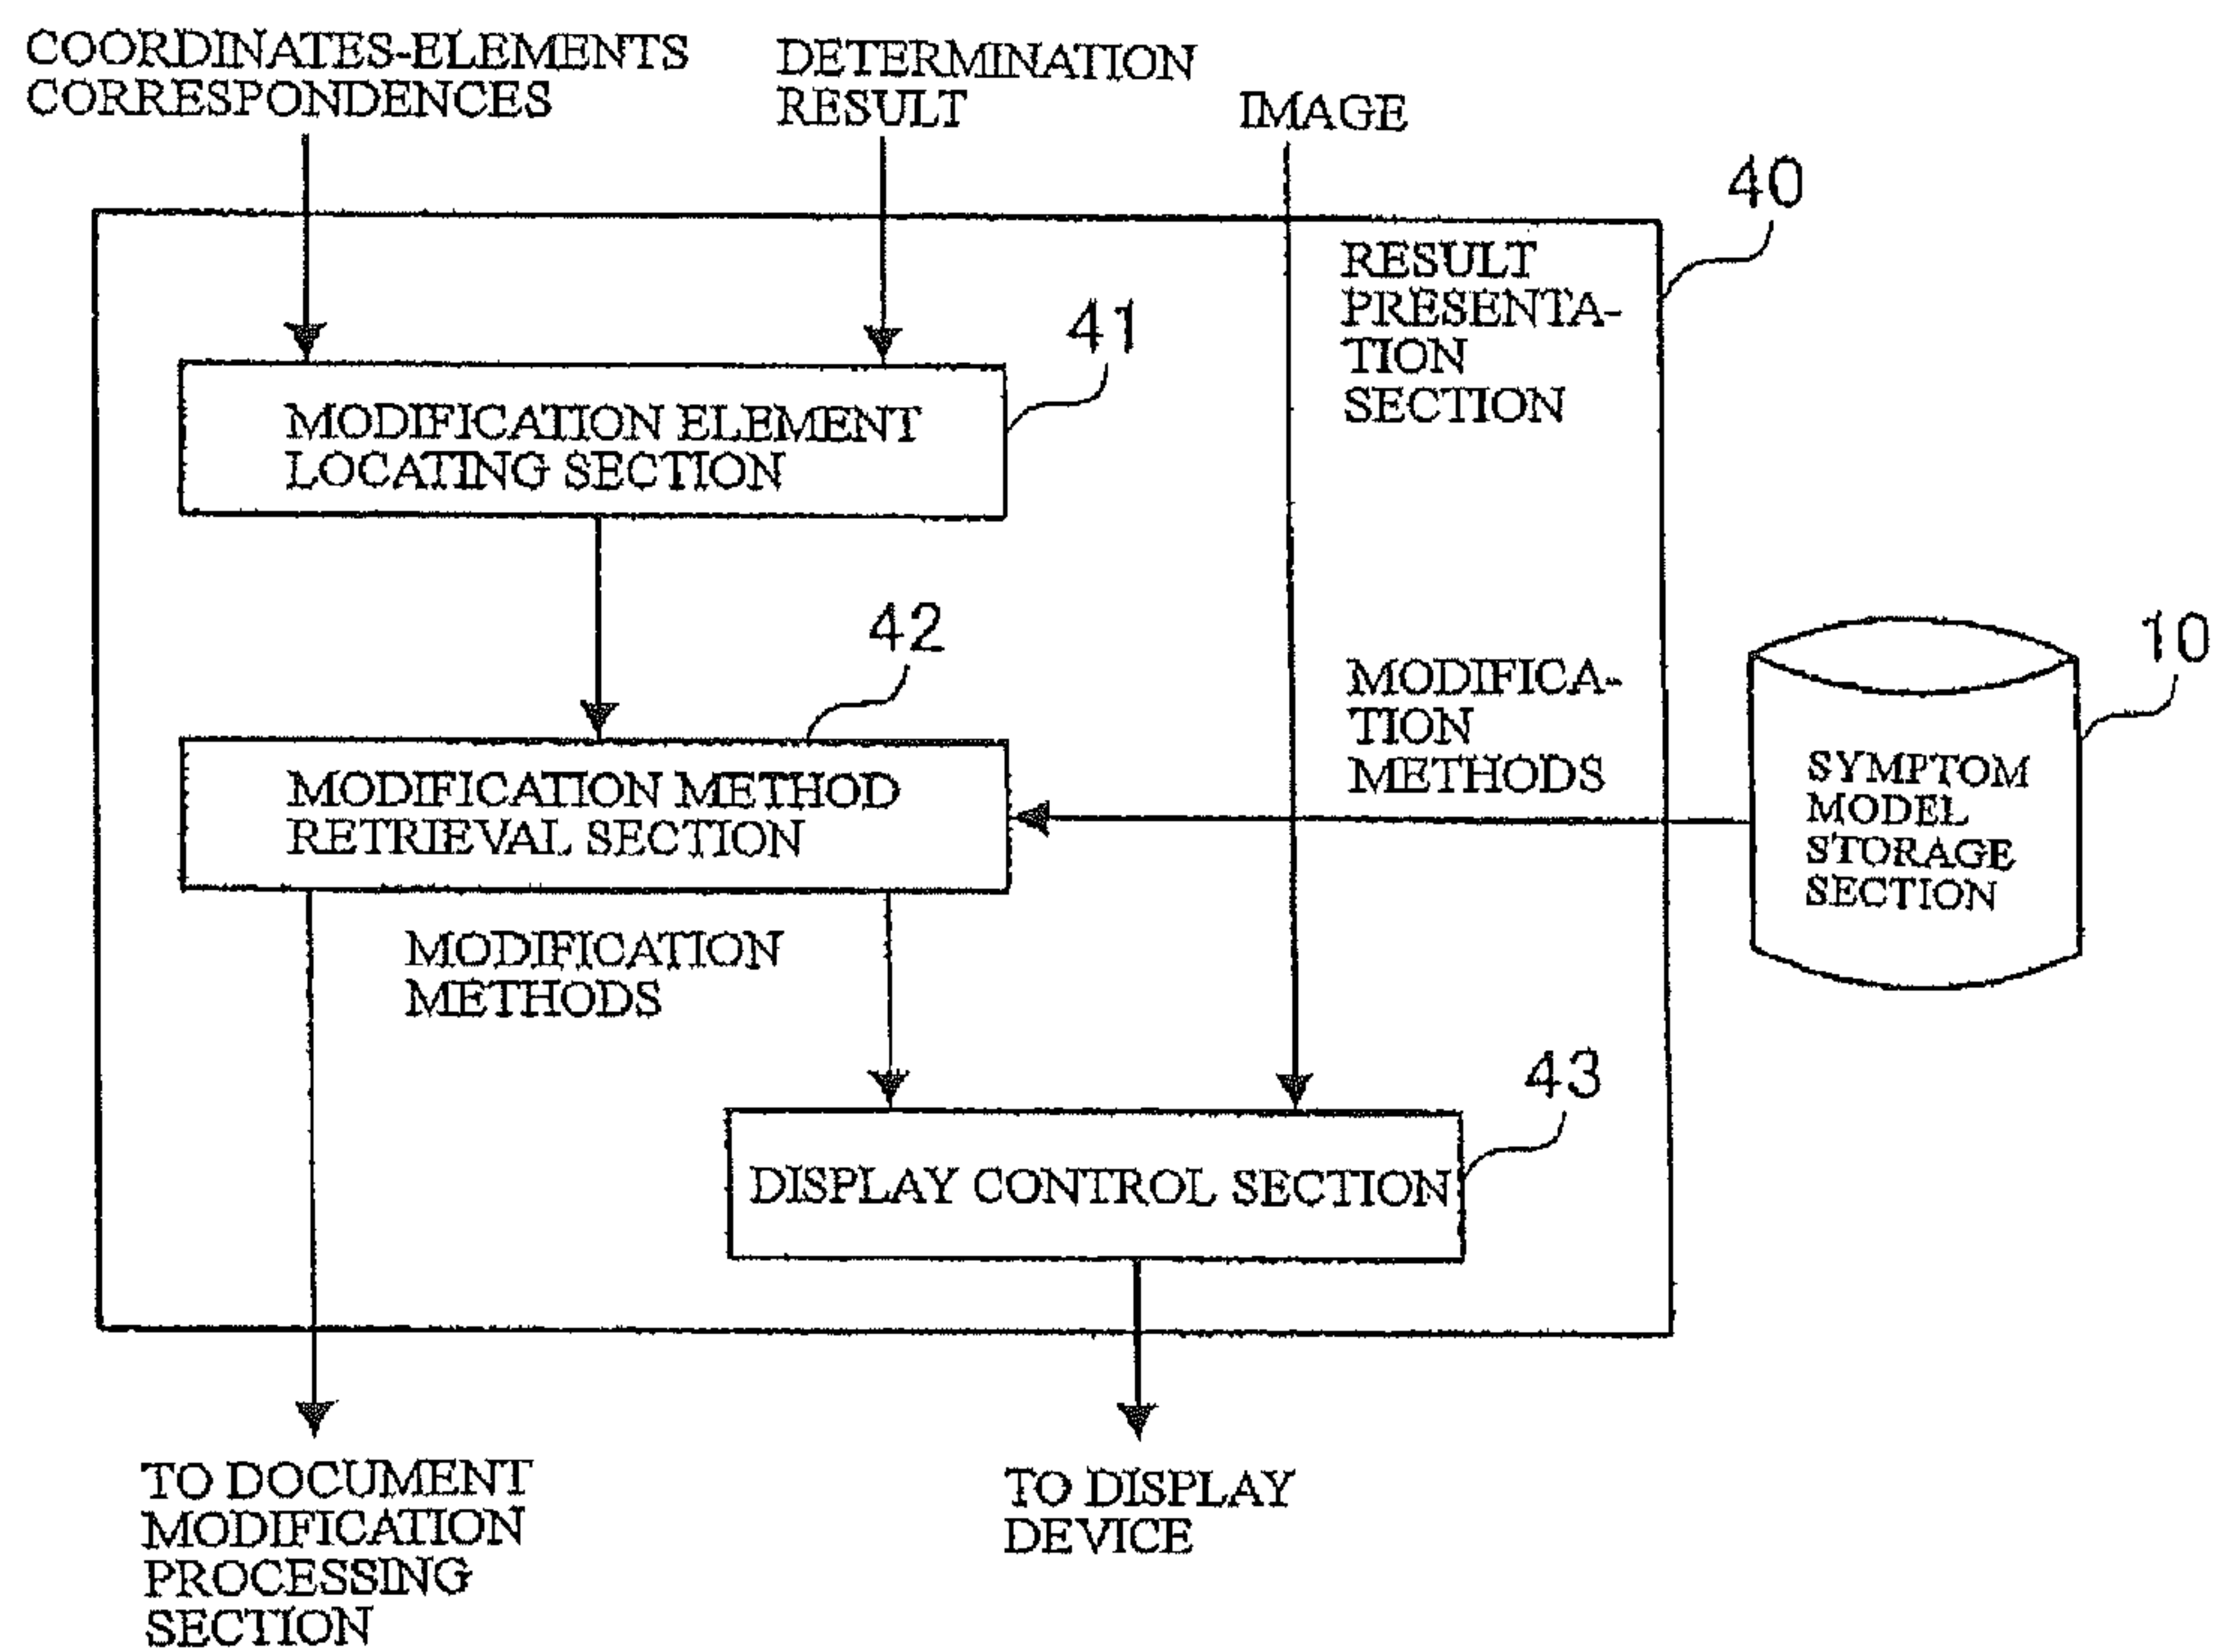 COORDINATES-ELEMENTS
CORRESPONDENCES
DETERMINATION
RESULT
IMAGE
40
RESULT
PRESENTA-
TION
SECTION
41
MODIFICATION ELEMENT
LOCATING SECTION
42
MODIFICATION METHOD
RETRIEVAL SECTION
MODIFICA-
TION
METHODS
10
SYMPTOM
MODEL
STORAGE
SECTION
MODIFICATION
METHODS
43
DISPLAY CONTROL SECTION
TO DOCUMENT
MODIFICATION
PROCESSING
SECTION
TO DISPLAY
DEVICE